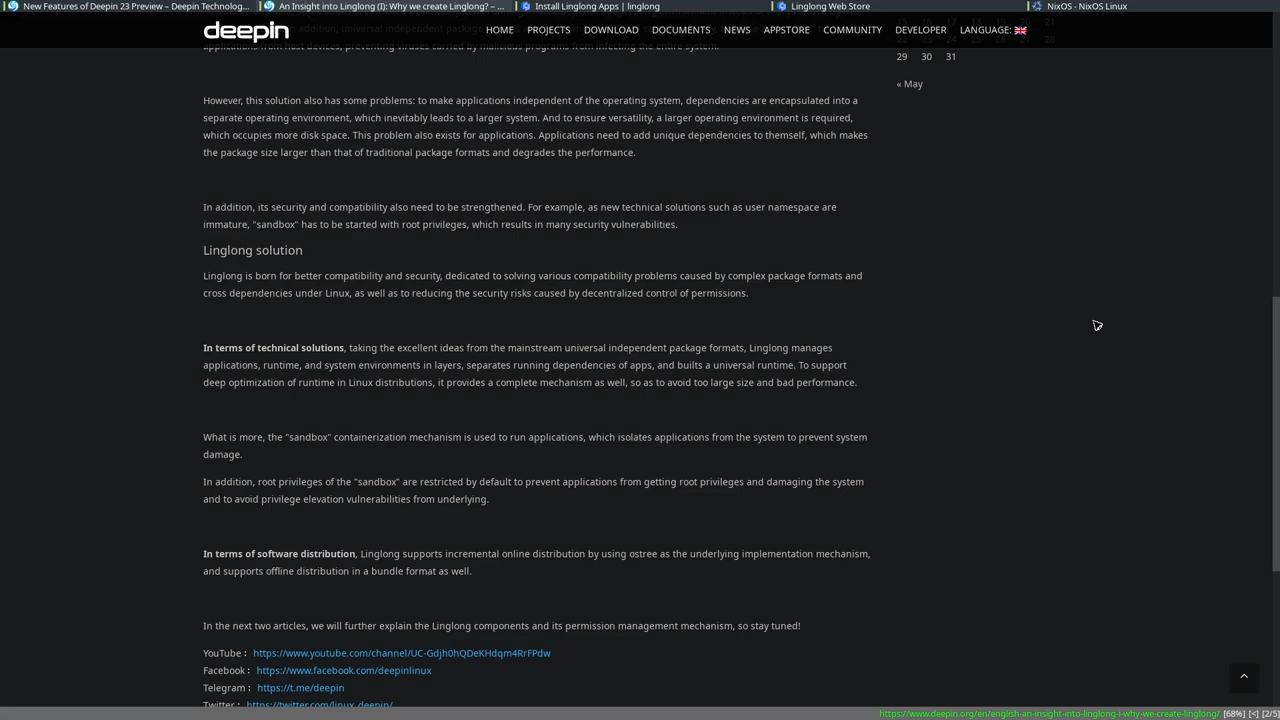 New Features of Deepin 23 Preview – Deepin Technolog...
An Insight into Linglong (I): Why we create Linglong? – ...
Install Linglong Apps | linglong
Linglong Web Store
NixOS - NixOS Linux
deepin
HOME PROJECTS DOWNLOAD DOCUMENTS NEWS APPSTORE COMMUNITY DEVELOPER LANGUAGE:
applications from host devices, preventing viruses carried by malicious programs from infecting the entire system.
29 30 31
« May
However, this solution also has some problems: to make applications independent of the operating system, dependencies are encapsulated into a
separate operating environment, which inevitably leads to a larger system. And to ensure versatility, a larger operating environment is required,
which occupies more disk space. This problem also exists for applications. Applications need to add unique dependencies to themself, which makes
the package size larger than that of traditional package formats and degrades the performance.
In addition, its security and compatibility also need to be strengthened. For example, as new technical solutions such as user namespace are
immature, "sandbox" has to be started with root privileges, which results in many security vulnerabilities.
Linglong solution
Linglong is born for better compatibility and security, dedicated to solving various compatibility problems caused by complex package formats and
cross dependencies under Linux, as well as to reducing the security risks caused by decentralized control of permissions.
In terms of technical solutions, taking the excellent ideas from the mainstream universal independent package formats, Linglong manages
applications, runtime, and system environments in layers, separates running dependencies of apps, and builts a universal runtime. To support
deep optimization of runtime in Linux distributions, it provides a complete mechanism as well, so as to avoid too large size and bad performance.
What is more, the "sandbox" containerization mechanism is used to run applications, which isolates applications from the system to prevent system
damage.
In addition, root privileges of the "sandbox" are restricted by default to prevent applications from getting root privileges and damaging the system
and to avoid privilege elevation vulnerabilities from underlying.
In terms of software distribution, Linglong supports incremental online distribution by using ostree as the underlying implementation mechanism,
and supports offline distribution in a bundle format as well.
In the next two articles, we will further explain the Linglong components and its permission management mechanism, so stay tuned!
YouTube： https://www.youtube.com/channel/UC-Gdjh0hQDeKHdqm4RrFPdw
Facebook： https://www.facebook.com/deepinlinux
Telegram： https://t.me/deepin
Twitter： https://twitter.com/linux_deepin/
https://www.deepin.org/en/english-an-insight-into-linglong-i-why-we-create-linglong/ [68%] [<] [2/5]